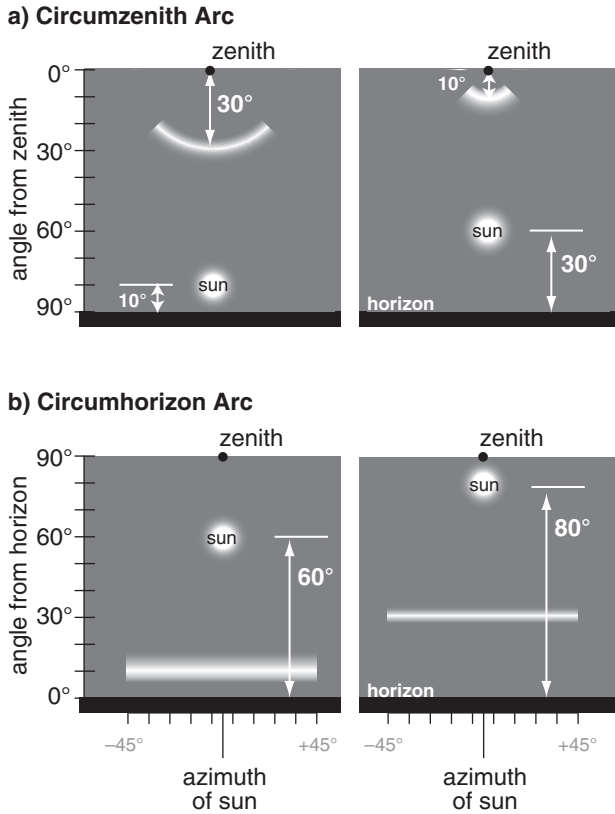 a) Circumzenith Arc
zenith
zenith
angle from zenith
0°
30°
60°
90°
30°
sun
10°
10°
sun
30°
horizon
b) Circumhorizon Arc
zenith
zenith
angle from horizon
90°
60°
30°
0°
sun
60°
sun
80°
horizon
–45°
+45°
–45°
+45°
azimuth
of sun
azimuth
of sun